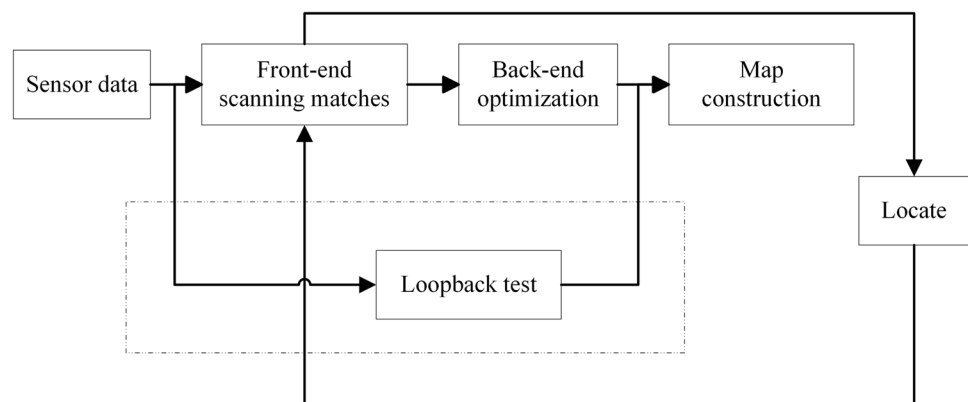 Sensor data
Front-end
scanning matches
Back-end
optimization
Map
construction
Locate
Loopback test